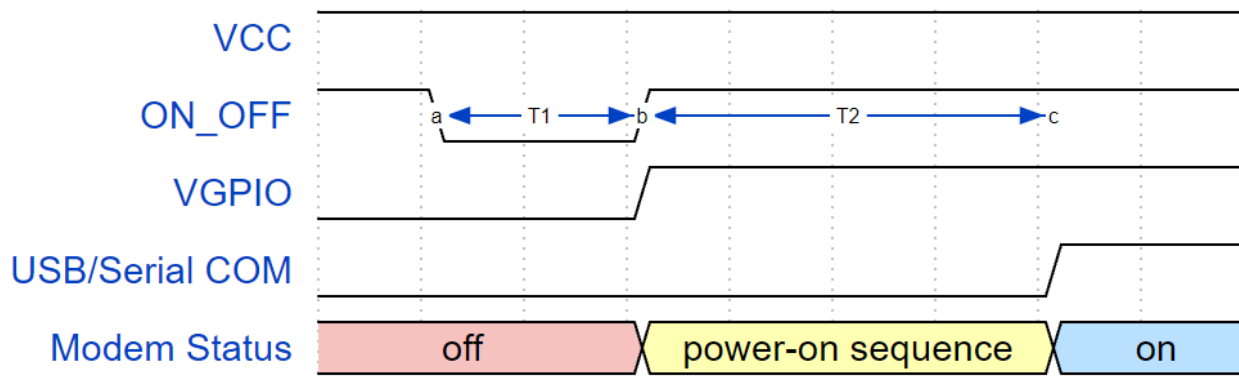 VCC
ON_OFF
a T1 b T2 c
VGPIO
USB/Serial COM
Modem Status off power-on sequence on